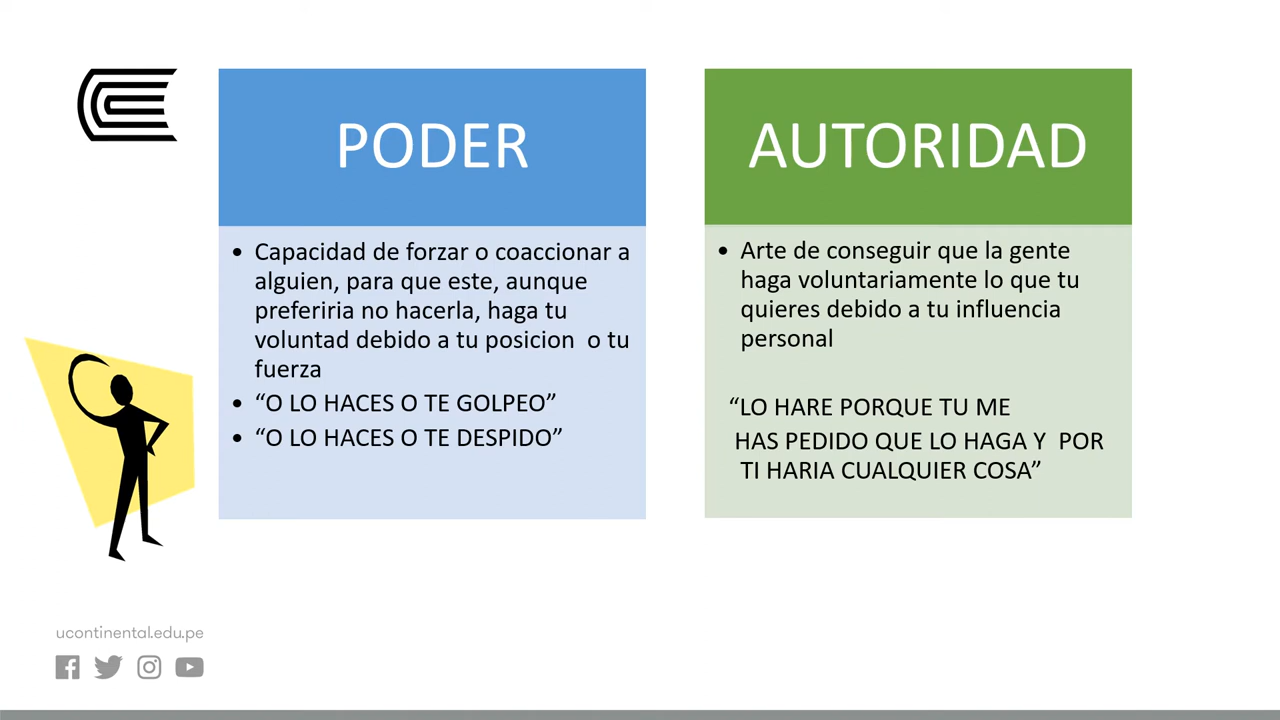 PODER
• Capacidad de forzar o coaccionar a
alguien, para que este, aunque
preferiria no hacerla, haga tu
voluntad debido a tu posicion  o tu
fuerza
• “O LO HACES O TE GOLPEO”
• “O LO HACES O TE DESPIDO”
AUTORIDAD
• Arte de conseguir que la gente
haga voluntariamente lo que tu
quieres debido a tu influencia
personal
“LO HARE PORQUE TU ME
HAS PEDIDO QUE LO HAGA Y  POR
TI HARIA CUALQUIER COSA”
ucontinental.edu.pe